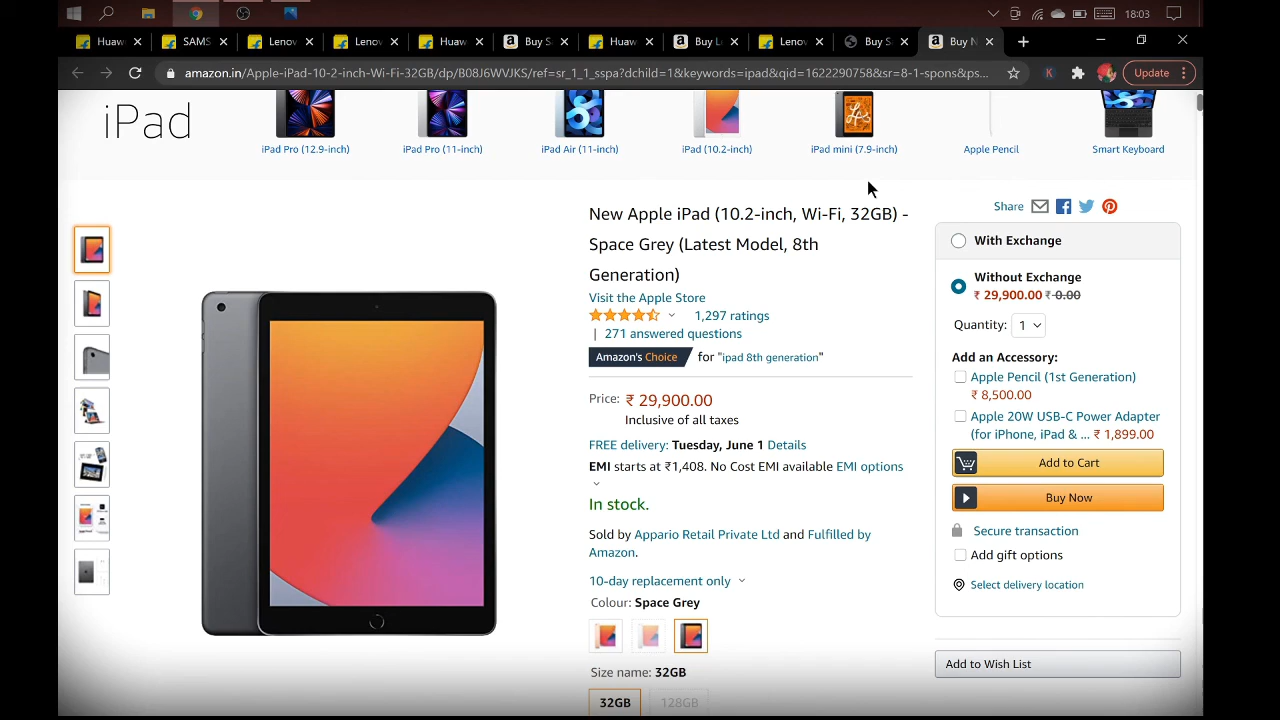 18:03
Huaw
SAMS
Lenov
Lenov
Huaw
Buy S
Huaw
Buy L
Lenov
Buy S
Buy N
amazon.in/Apple-iPad-10-2-inch-Wi-Fi-32GB/dp/B08J6WVJKS/ref=sr_1_1_sspa?dchild=1&keywords=ipad&qid=1622290758&sr=8-1-spons&ps...
K
Update
iPad
iPad Pro (12.9-inch)
iPad Pro (11-inch)
iPad Air (11-inch)
iPad (10.2-inch)
iPad mini (7.9-inch)
Apple Pencil
Smart Keyboard
New Apple iPad (10.2-inch, Wi-Fi, 32GB) -
Space Grey (Latest Model, 8th
Generation)
Visit the Apple Store
1,297 ratings
| 271 answered questions
Amazon's Choice for "ipad 8th generation"
Price: ₹ 29,900.00
Inclusive of all taxes
FREE delivery: Tuesday, June 1 Details
EMI starts at ₹1,408. No Cost EMI available EMI options
In stock.
Sold by Appario Retail Private Ltd and Fulfilled by
Amazon.
10-day replacement only
Colour: Space Grey
Size name: 32GB
32GB
128GB
Share
With Exchange
Without Exchange
₹ 29,900.00 ₹ 0.00
Quantity: 1
Add an Accessory:
Apple Pencil (1st Generation)
₹ 8,500.00
Apple 20W USB-C Power Adapter
(for iPhone, iPad & ... ₹ 1,899.00
Add to Cart
Buy Now
Secure transaction
Add gift options
Select delivery location
Add to Wish List